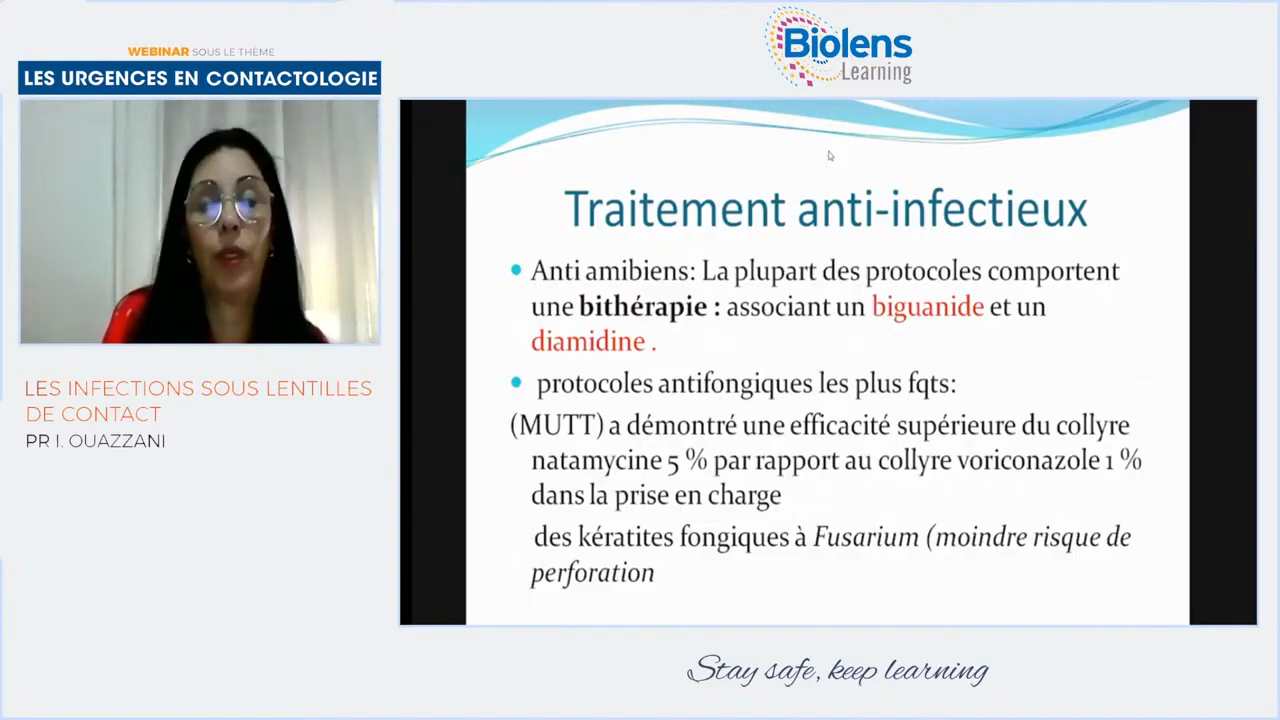 WEBINAR SOUS LE THÈME
LES URGENCES EN CONTACTOLOGIE
Biolens
Learning
LES INFECTIONS SOUS LENTILLES
DE CONTACT
PR I. OUAZZANI
Traitement anti-infectieux
• Anti amibiens: La plupart des protocoles comportent
une bithérapie : associant un biguanide et un
diamidine .
• protocoles antifongiques les plus fqts:
(MUTT) a démontré une efficacité supérieure du collyre
natamycine 5 % par rapport au collyre voriconazole 1 %
dans la prise en charge
des kératites fongiques à Fusarium (moindre risque de
perforation
Stay safe, keep learning